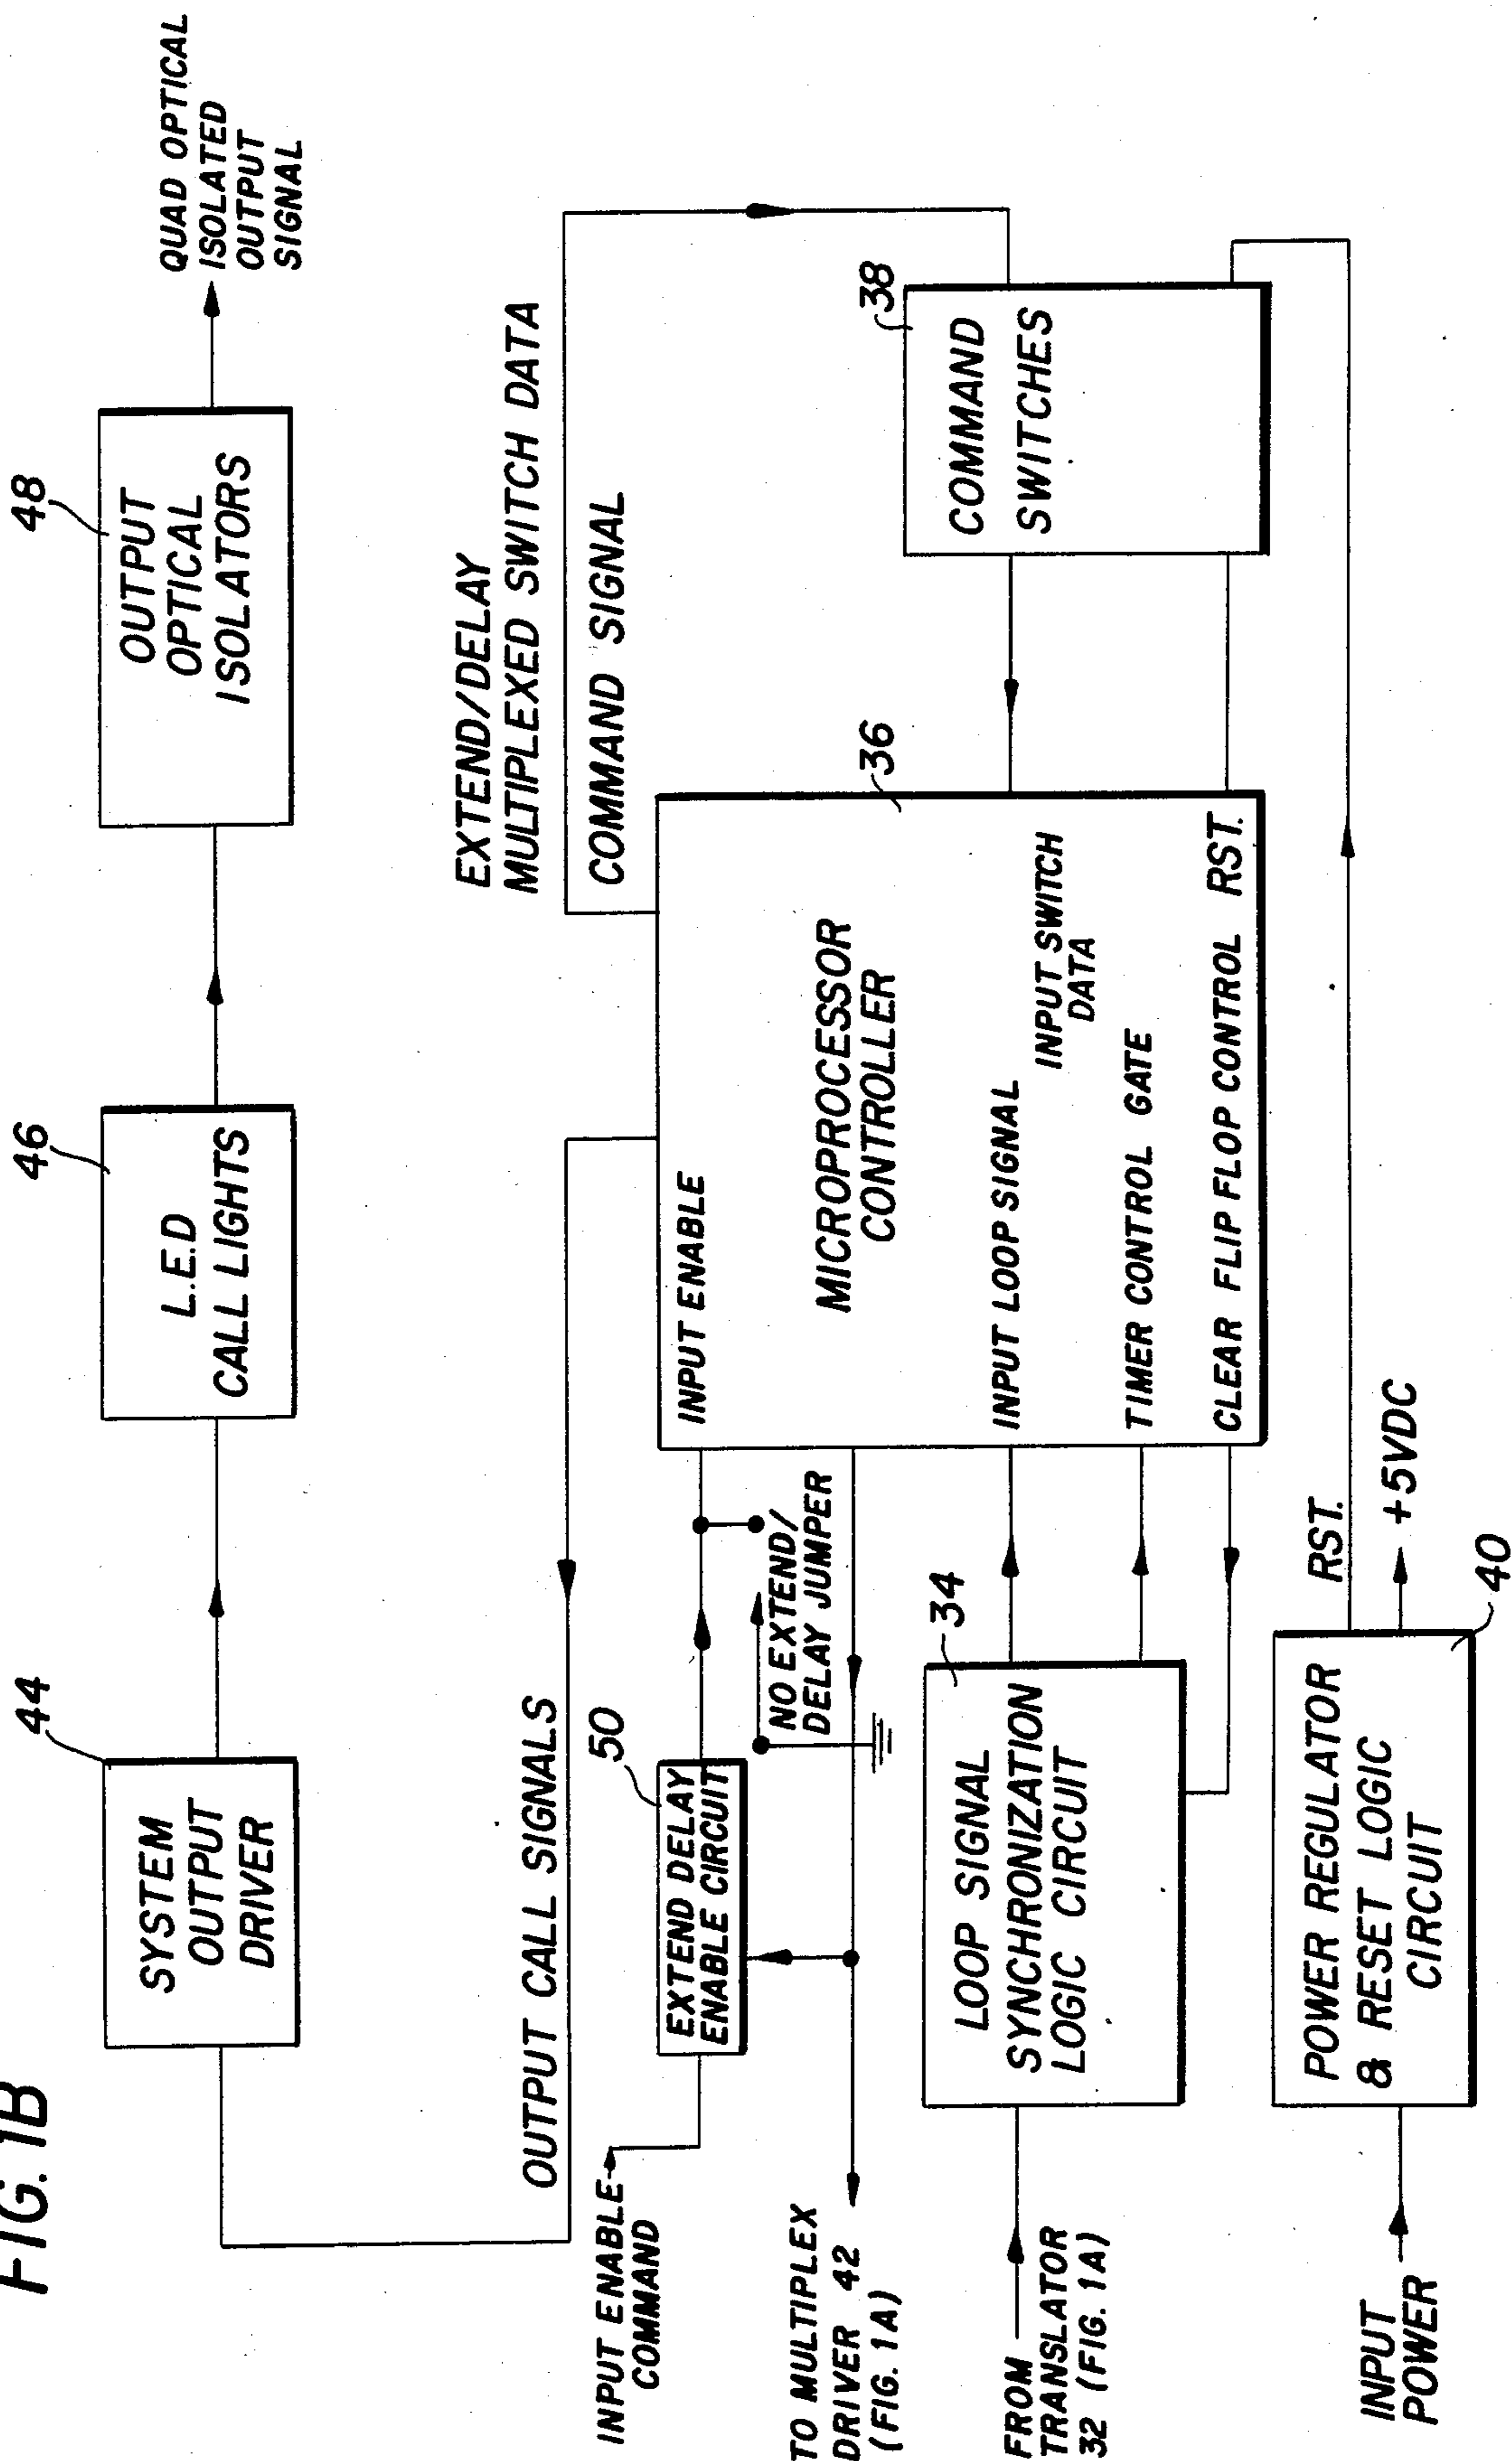 FIG. 1B
44
SYSTEM
OUTPUT
DRIVER
46
L.E.D
CALL LIGHTS
48
OUTPUT
OPTICAL
ISOLATORS
QUAD OPTICAL
ISOLATED
OUTPUT
SIGNAL
OUTPUT CALL SIGNALS
EXTEND/DELAY
MULTIPLEXED SWITCH DATA
COMMAND SIGNAL
INPUT ENABLE
COMMAND
50
EXTEND DELAY
ENABLE CIRCUIT
NO EXTEND/
DELAY JUMPER
TO MULTIPLEX
DRIVER 42
(FIG. 1A)
36
INPUT ENABLE
MICROPROCESSOR
CONTROLLER
INPUT LOOP SIGNAL
INPUT SWITCH
DATA
TIMER CONTROL GATE
CLEAR FLIP FLOP CONTROL RST.
38
COMMAND
SWITCHES
FROM
TRANSLATOR
32 (FIG. 1A)
34
LOOP SIGNAL
SYNCHRONIZATION
LOGIC CIRCUIT
INPUT
POWER
POWER REGULATOR
& RESET LOGIC
CIRCUIT
40
RST.
+5VDC